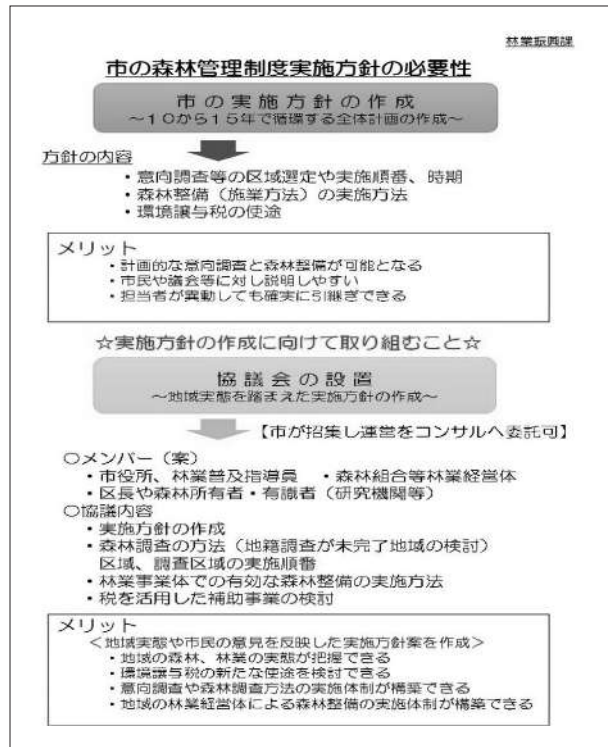 林業振興課
市の森林管理制度実施方針の必要性
市の実施方針の作成
～10から15年で循環する全体計画の作成～
方針の内容
・意向調査等の区域選定や実施順番、時期
・森林整備（施業方法）の実施方法
・環境譲与税の使途
メリット
・計画的な意向調査と森林整備が可能となる
・市民や議会等に対し説明しやすい
・担当者が異動しても確実に引継ぎできる
☆実施方針の作成に向けて取り組むこと☆
協議会の設置
～地域実態を踏まえた実施方針の作成～
【市が招集し運営をコンサルへ委託可】
○メンバー（案）
・市役所、林業普及指導員　・森林組合等林業経営体
・区長や森林所有者・有識者（研究機関等）
○協議内容
・実施方針の作成
・森林調査の方法（地籍調査が未完了地域の検討）
区域、調査区域の実施順番
・林業事業体での有効な森林整備の実施方法
・税を活用した補助事業の検討
メリット
＜地域実態や市民の意見を反映した実施方針案を作成＞
・地域の森林、林業の実態が把握できる
・環境譲与税の新たな使途を検討できる
・意向調査や森林調査方法の実施体制が構築できる
・地域の林業経営体による森林整備の実施体制が構築できる